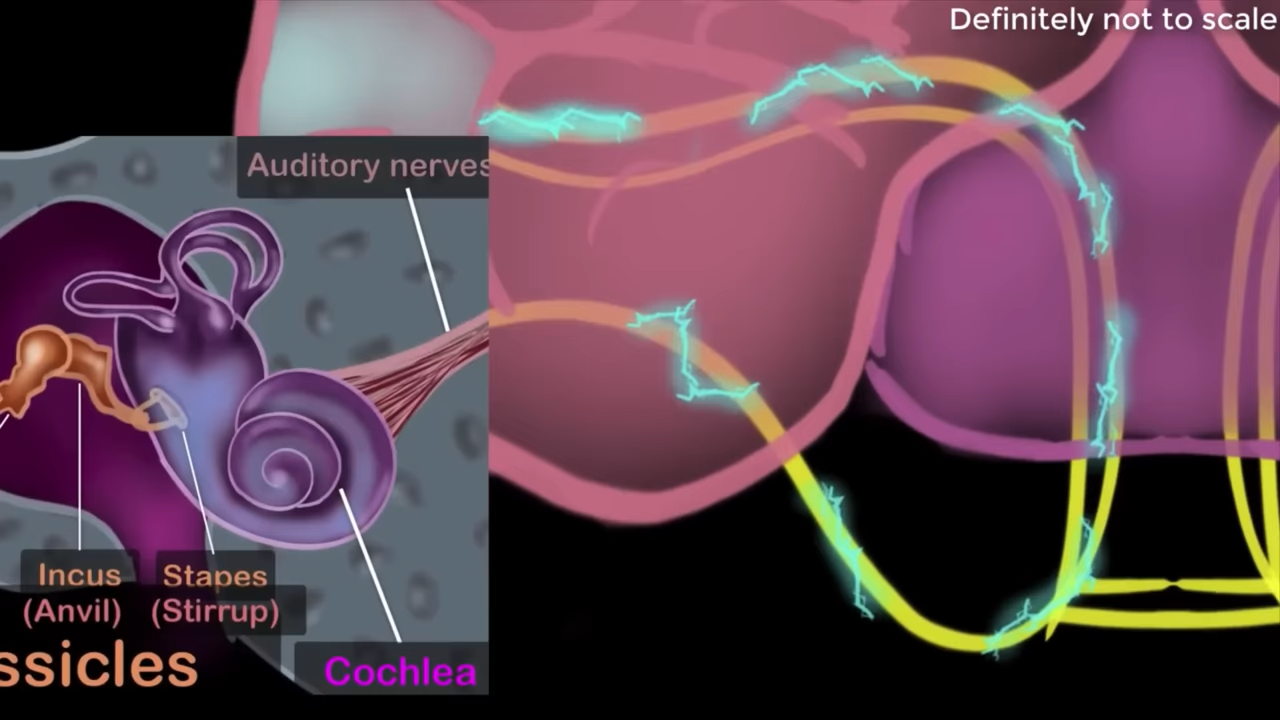 Definitely not to scale
Auditory nerves
Incus
(Anvil)
Stapes
(Stirrup)
ssicles
Cochlea